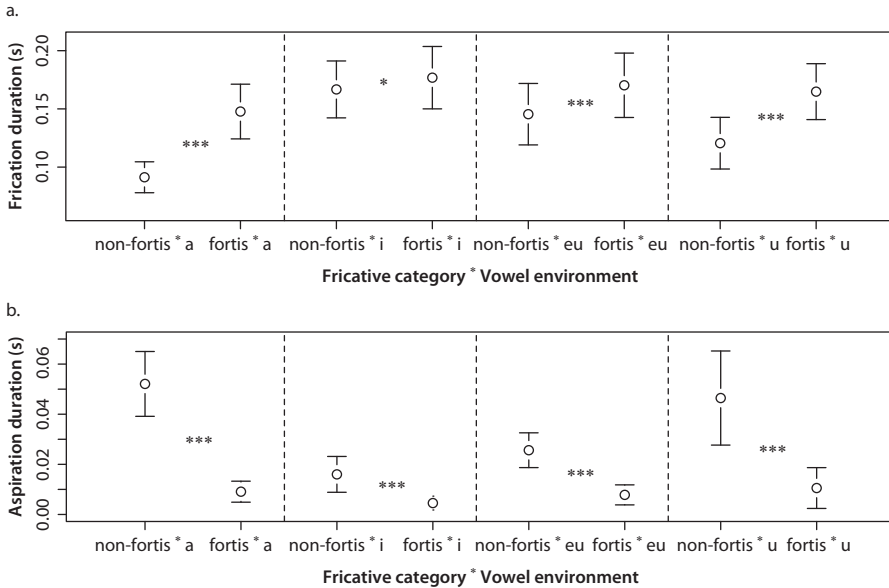 a.
Frication duration (s)
0.20
0.15
0.10
***
*
***
***
non-fortis * a fortis * a non-fortis * i fortis * i non-fortis * eu fortis * eu non-fortis * u fortis * u
Fricative category * Vowel environment
b.
Aspiration duration (s)
0.06
0.04
0.02
0.00
***
***
***
***
non-fortis * a fortis * a non-fortis * i fortis * i non-fortis * eu fortis * eu non-fortis * u fortis * u
Fricative category * Vowel environment